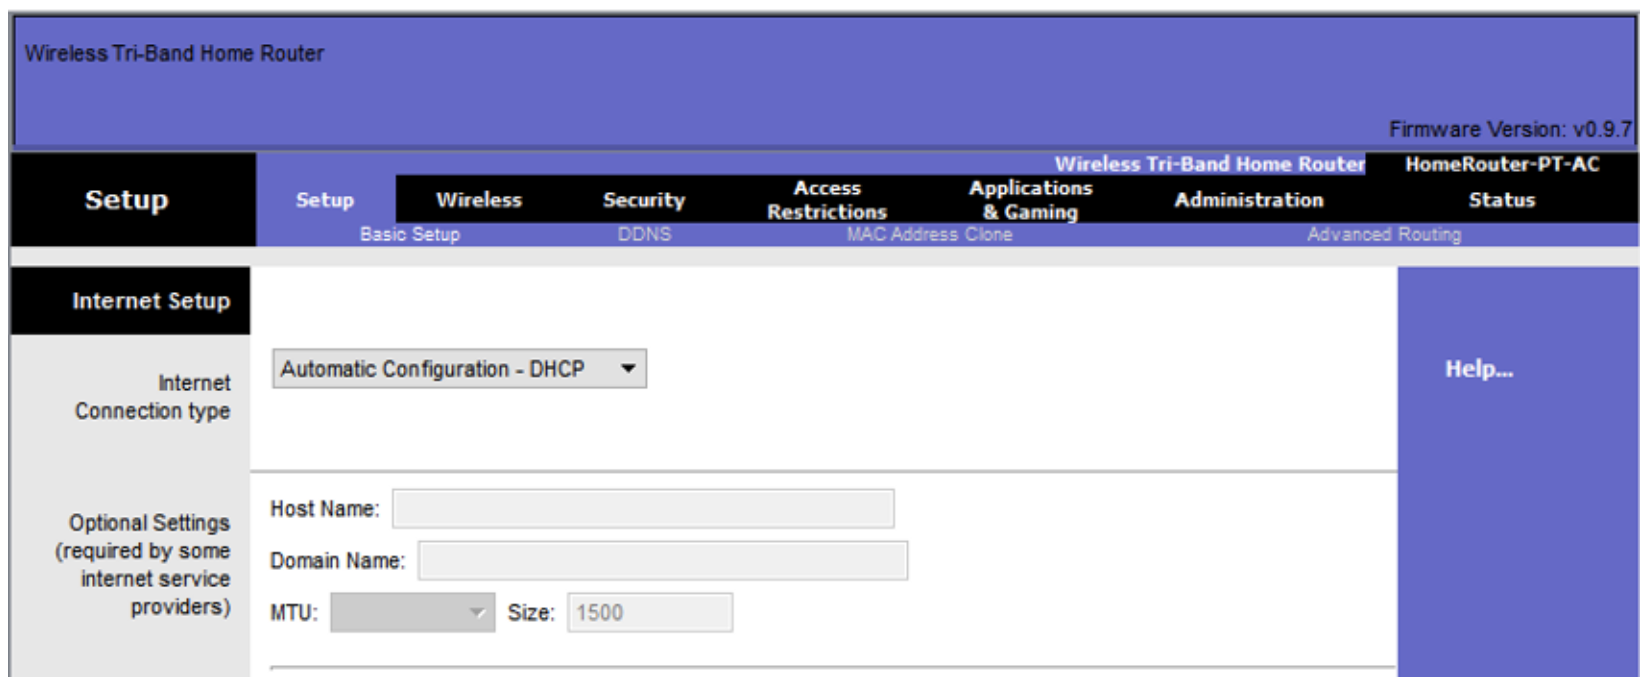 Wireless Tri-Band Home Router
Firmware Version: v0.9.7
Wireless Tri-Band Home Router HomeRouter-PT-AC
Setup
Setup Wireless Security Access Restrictions Applications & Gaming Administration Status
Basic Setup DDNS MAC Address Clone Advanced Routing
Internet Setup
Internet
Connection type
Automatic Configuration - DHCP
Help...
Optional Settings
(required by some
internet service
providers)
Host Name:
Domain Name:
MTU: Size: 1500